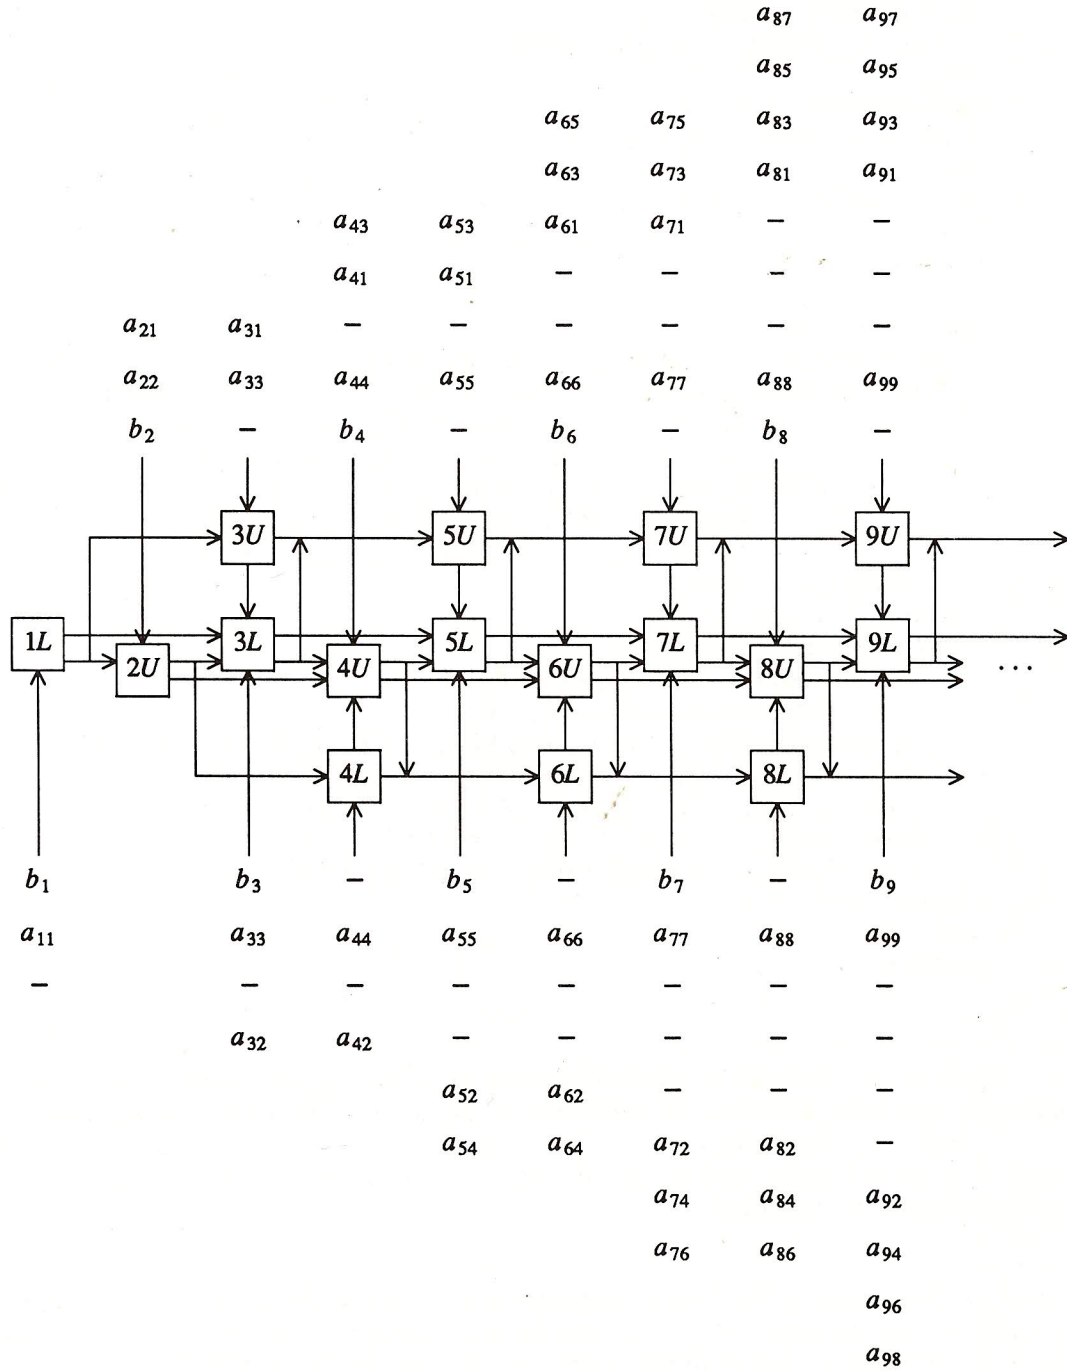 a87 a97
a85 a95
a65 a75 a83 a93
a63 a73 a81 a91
a43 a53 a61 a71 – –
a41 a51 – – – –
a21 a31 – – – – – –
a22 a33 a44 a55 a66 a77 a88 a99
b2 – b4 – b6 – b8 –
3U 5U 7U 9U
1L 3L 5L 7L 9L
2U 4U 6U 8U ...
4L 6L 8L
b1 b3 – b5 – b7 – b9
a11 a33 a44 a55 a66 a77 a88 a99
– – – – – – – –
a32 a42 – – – – –
a52 a62 – – –
a54 a64 a72 a82 –
a74 a84 a92
a76 a86 a94
a96
a98